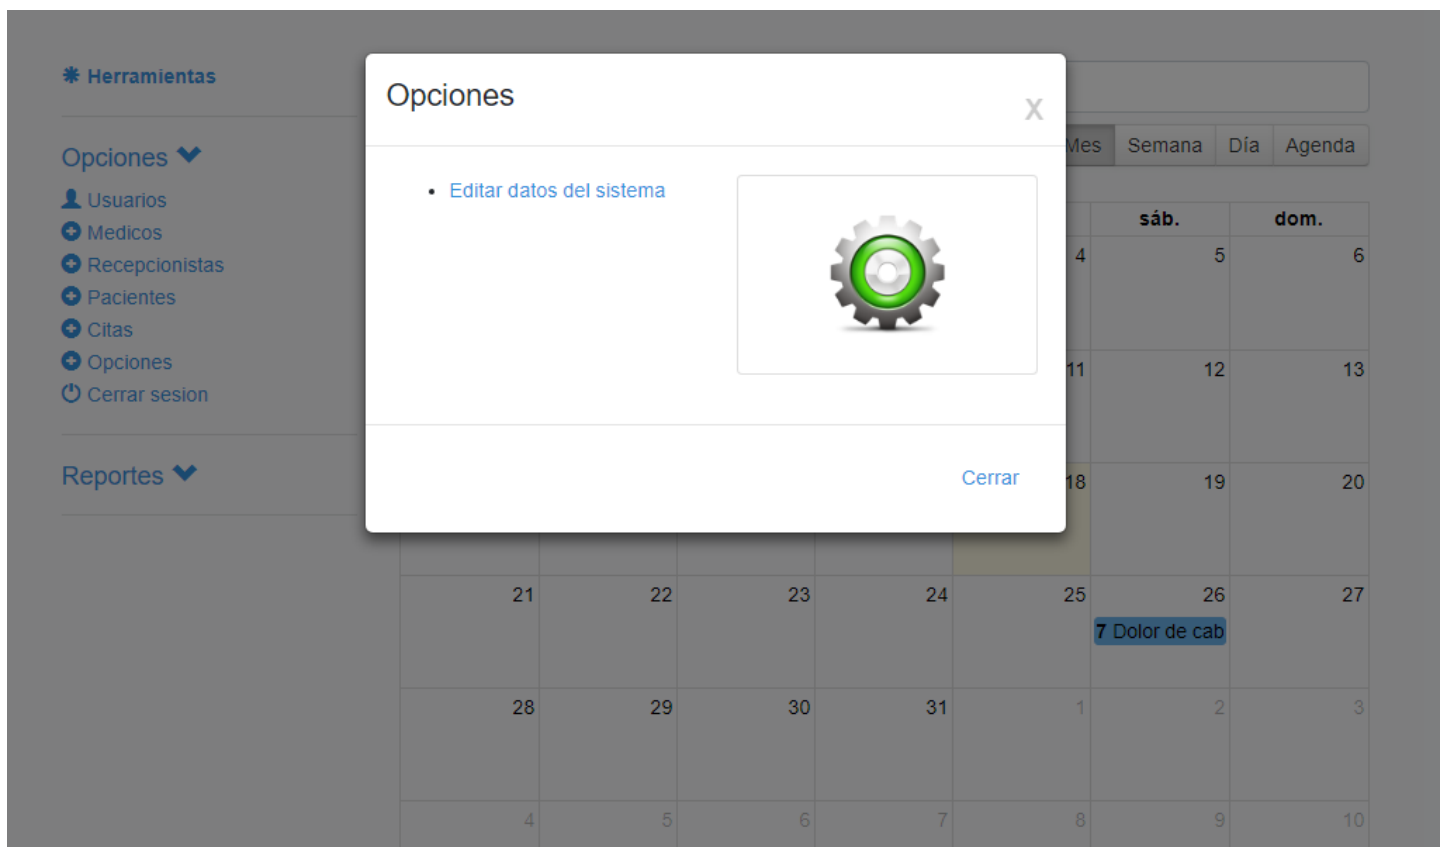 Herramientas
Opciones
Usuarios
Medicos
Recepcionistas
Pacientes
Citas
Opciones
Cerrar sesion
Reportes
Opciones
X
Editar datos del sistema
Cerrar
Mes Semana Día Agenda
sáb. dom.
4 5 6
11 12 13
18 19 20
21 22 23 24 25 26 27
7 Dolor de cab
28 29 30 31 1 2 3
4 5 6 7 8 9 10